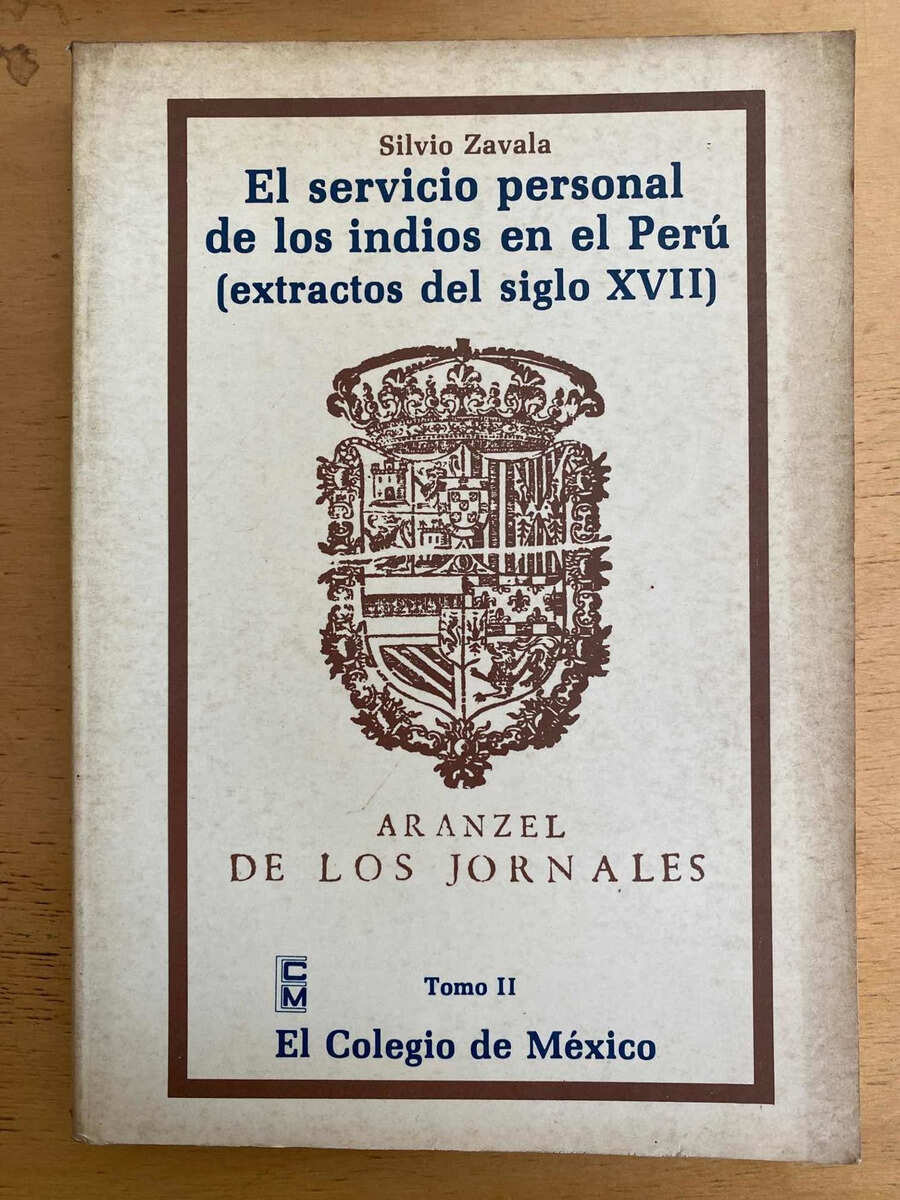 Silvio Zavala
El servicio personal
de los indios en el Perú
(extractos del siglo XVII)
ARANZEL
DE LOS JORNALES
C
M
Tomo II
El Colegio de México